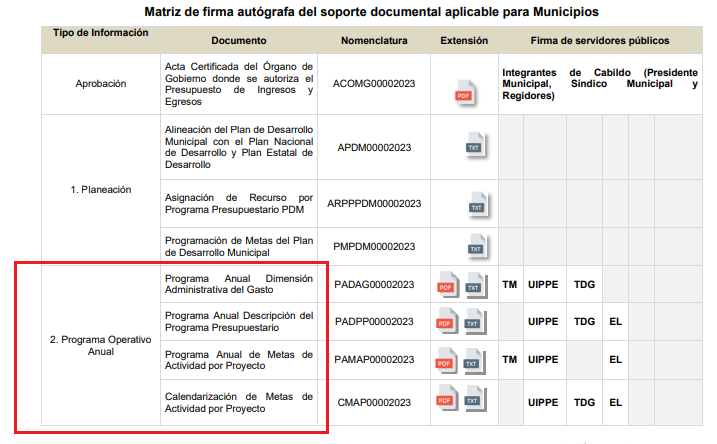 Matriz de firma autógrafa del soporte documental aplicable para Municipios
Tipo de Información
Documento
Nomenclatura
Extensión
Firma de servidores públicos
Aprobación
Acta Certificada del Órgano de
Gobierno donde se autoriza el
Presupuesto de Ingresos y
Egresos
ACOMG00002023
PDF
Integrantes de Cabildo (Presidente
Municipal, Síndico Municipal y
Regidores)
1. Planeación
Alineación del Plan de Desarrollo
Municipal con el Plan Nacional
de Desarrollo y Plan Estatal de
Desarrollo
APDM00002023
TXT
Asignación de Recurso por
Programa Presupuestario PDM
ARPPPDM00002023
TXT
Programación de Metas del Plan
de Desarrollo Municipal
PMPDM00002023
TXT
2. Programa Operativo
Anual
Programa Anual Dimensión
Administrativa del Gasto
PADAG00002023
PDF TXT
TM UIPPE TDG
Programa Anual Descripción del
Programa Presupuestario
PADPP00002023
PDF TXT
UIPPE TDG EL
Programa Anual de Metas de
Actividad por Proyecto
PAMAP00002023
PDF TXT
TM UIPPE EL
Calendarización de Metas de
Actividad por Proyecto
CMAP00002023
PDF TXT
UIPPE TDG EL